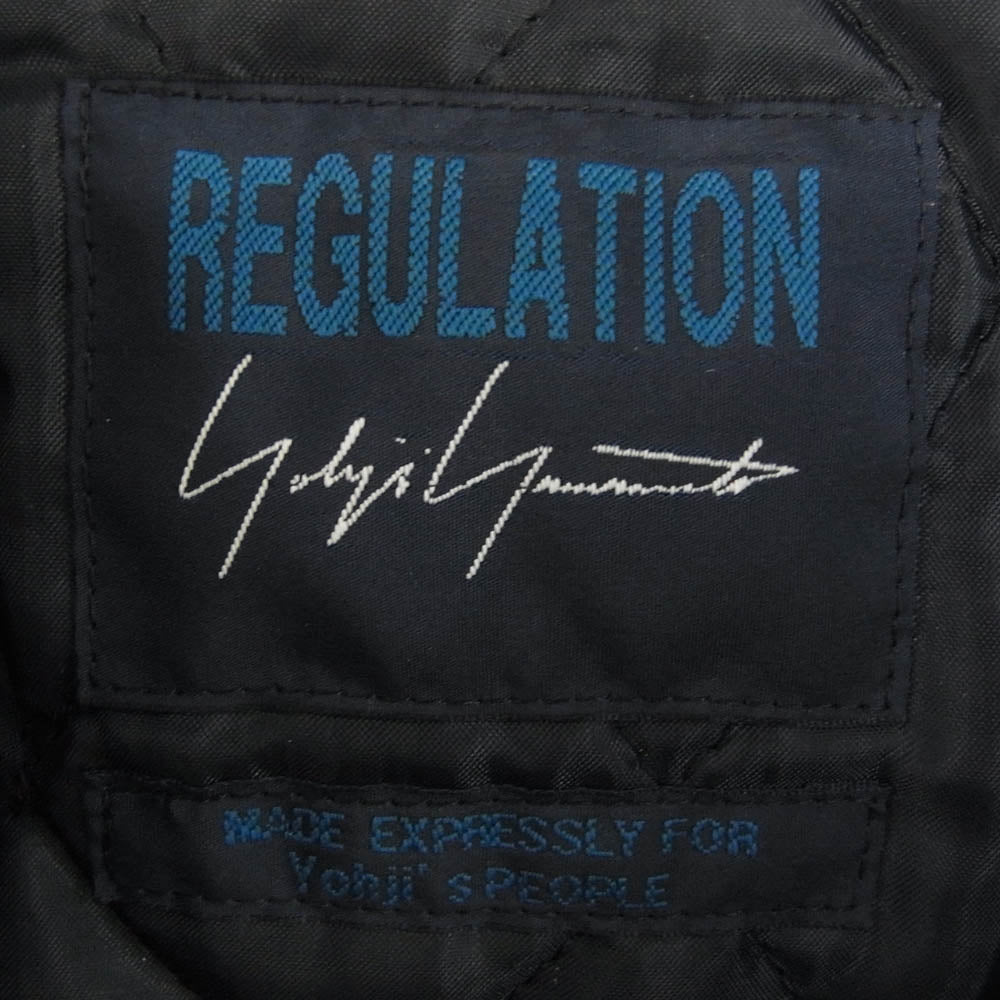 REGULATION
Yohji Yamamoto
MADE EXPRESSLY FOR
Yohji' s PEOPLE